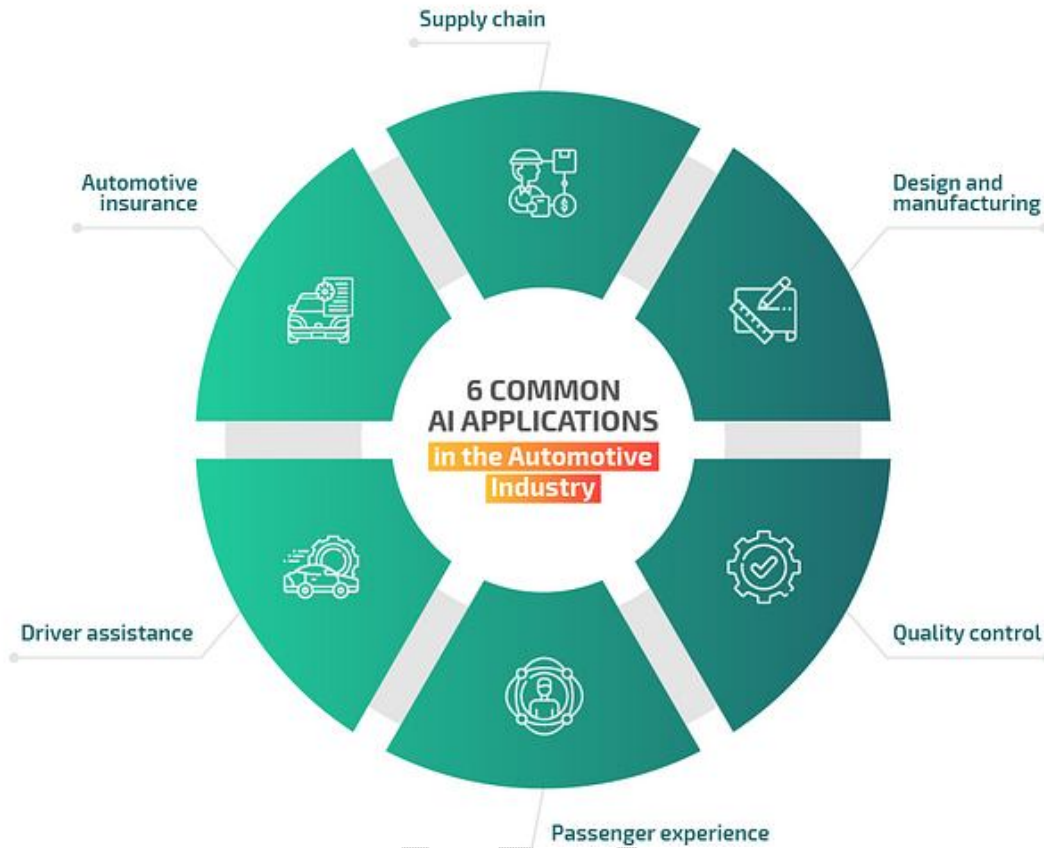 Supply chain
Automotive
insurance
Design and
manufacturing
6 COMMON
AI APPLICATIONS
in the Automotive
Industry
Driver assistance
Quality control
Passenger experience